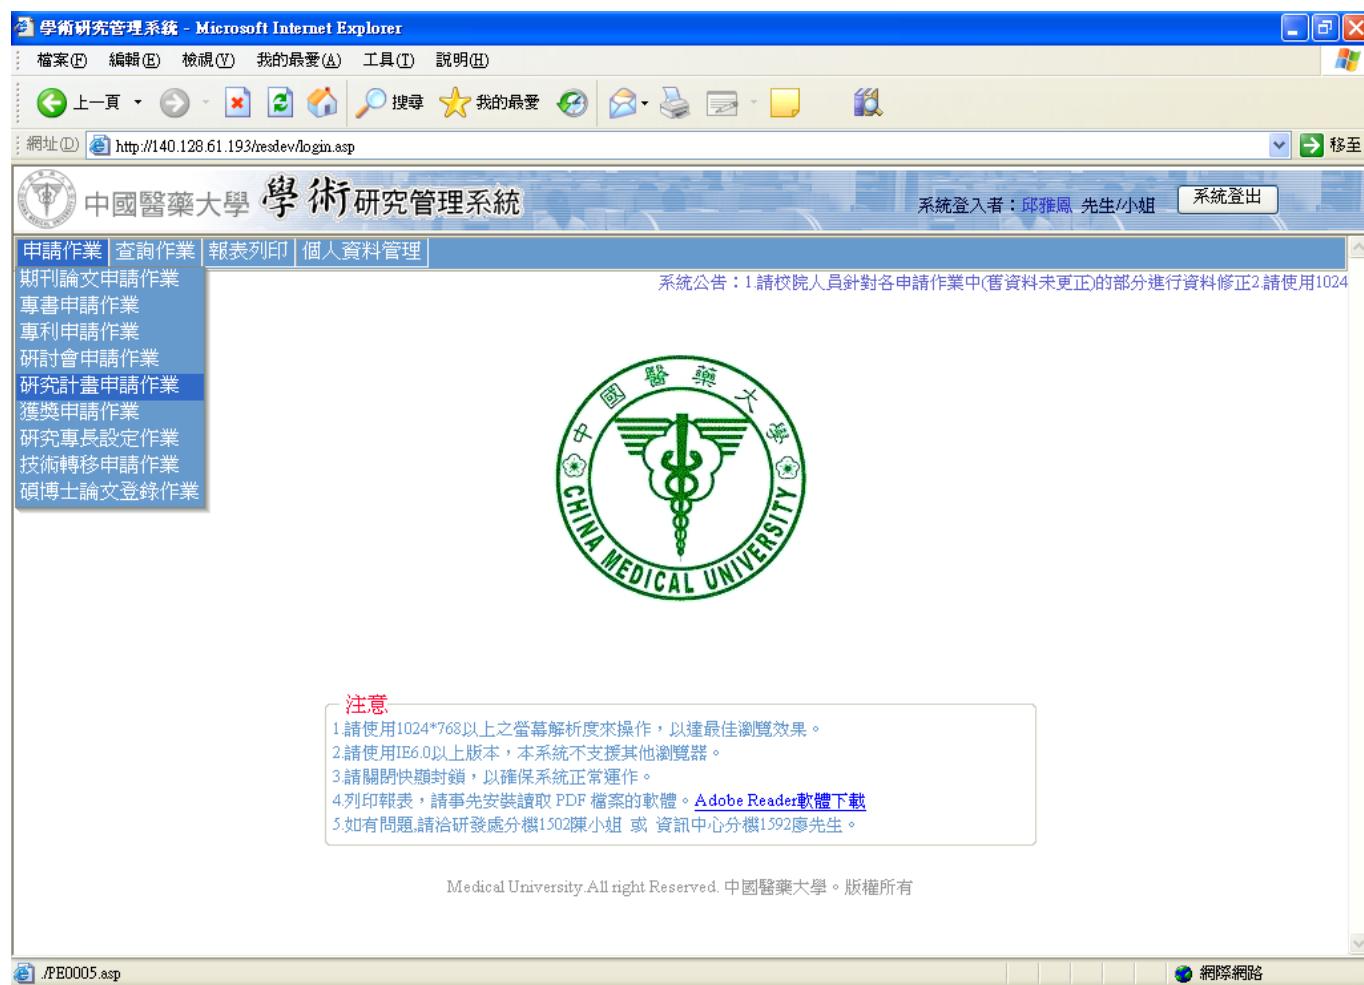 學術研究管理系統 - Microsoft Internet Explorer
檔案(F) 編輯(E) 檢視(V) 我的最愛(A) 工具(T) 說明(H)
上一頁 搜尋 我的最愛
網址(D) http://140.128.61.193/resdev/login.asp 移至
中國醫藥大學 學術研究管理系統
系統登入者：邱雅鳳 先生/小姐 系統登出
申請作業 查詢作業 報表列印 個人資料管理
系統公告：1.請校院人員針對各申請作業中(舊資料未更正)的部分進行資料修正2.請使用1024
期刊論文申請作業
專書申請作業
專利申請作業
研討會申請作業
研究計畫申請作業
獲獎申請作業
研究專長設定作業
技術轉移申請作業
碩博士論文登錄作業
中國醫藥大學
CHINA MEDICAL UNIVERSITY
注意
1.請使用1024*768以上之螢幕解析度來操作，以達最佳瀏覽效果。
2.請使用IE6.0以上版本，本系統不支援其他瀏覽器。
3.請關閉快顯封鎖，以確保系統正常運作。
4.列印報表，請事先安裝讀取 PDF 檔案的軟體。Adobe Reader軟體下載
5.如有問題,請洽研發處分機1502陳小姐 或 資訊中心分機1592廖先生。
Medical University.All right Reserved. 中國醫藥大學。版權所有
./PE0005.asp 網際網路